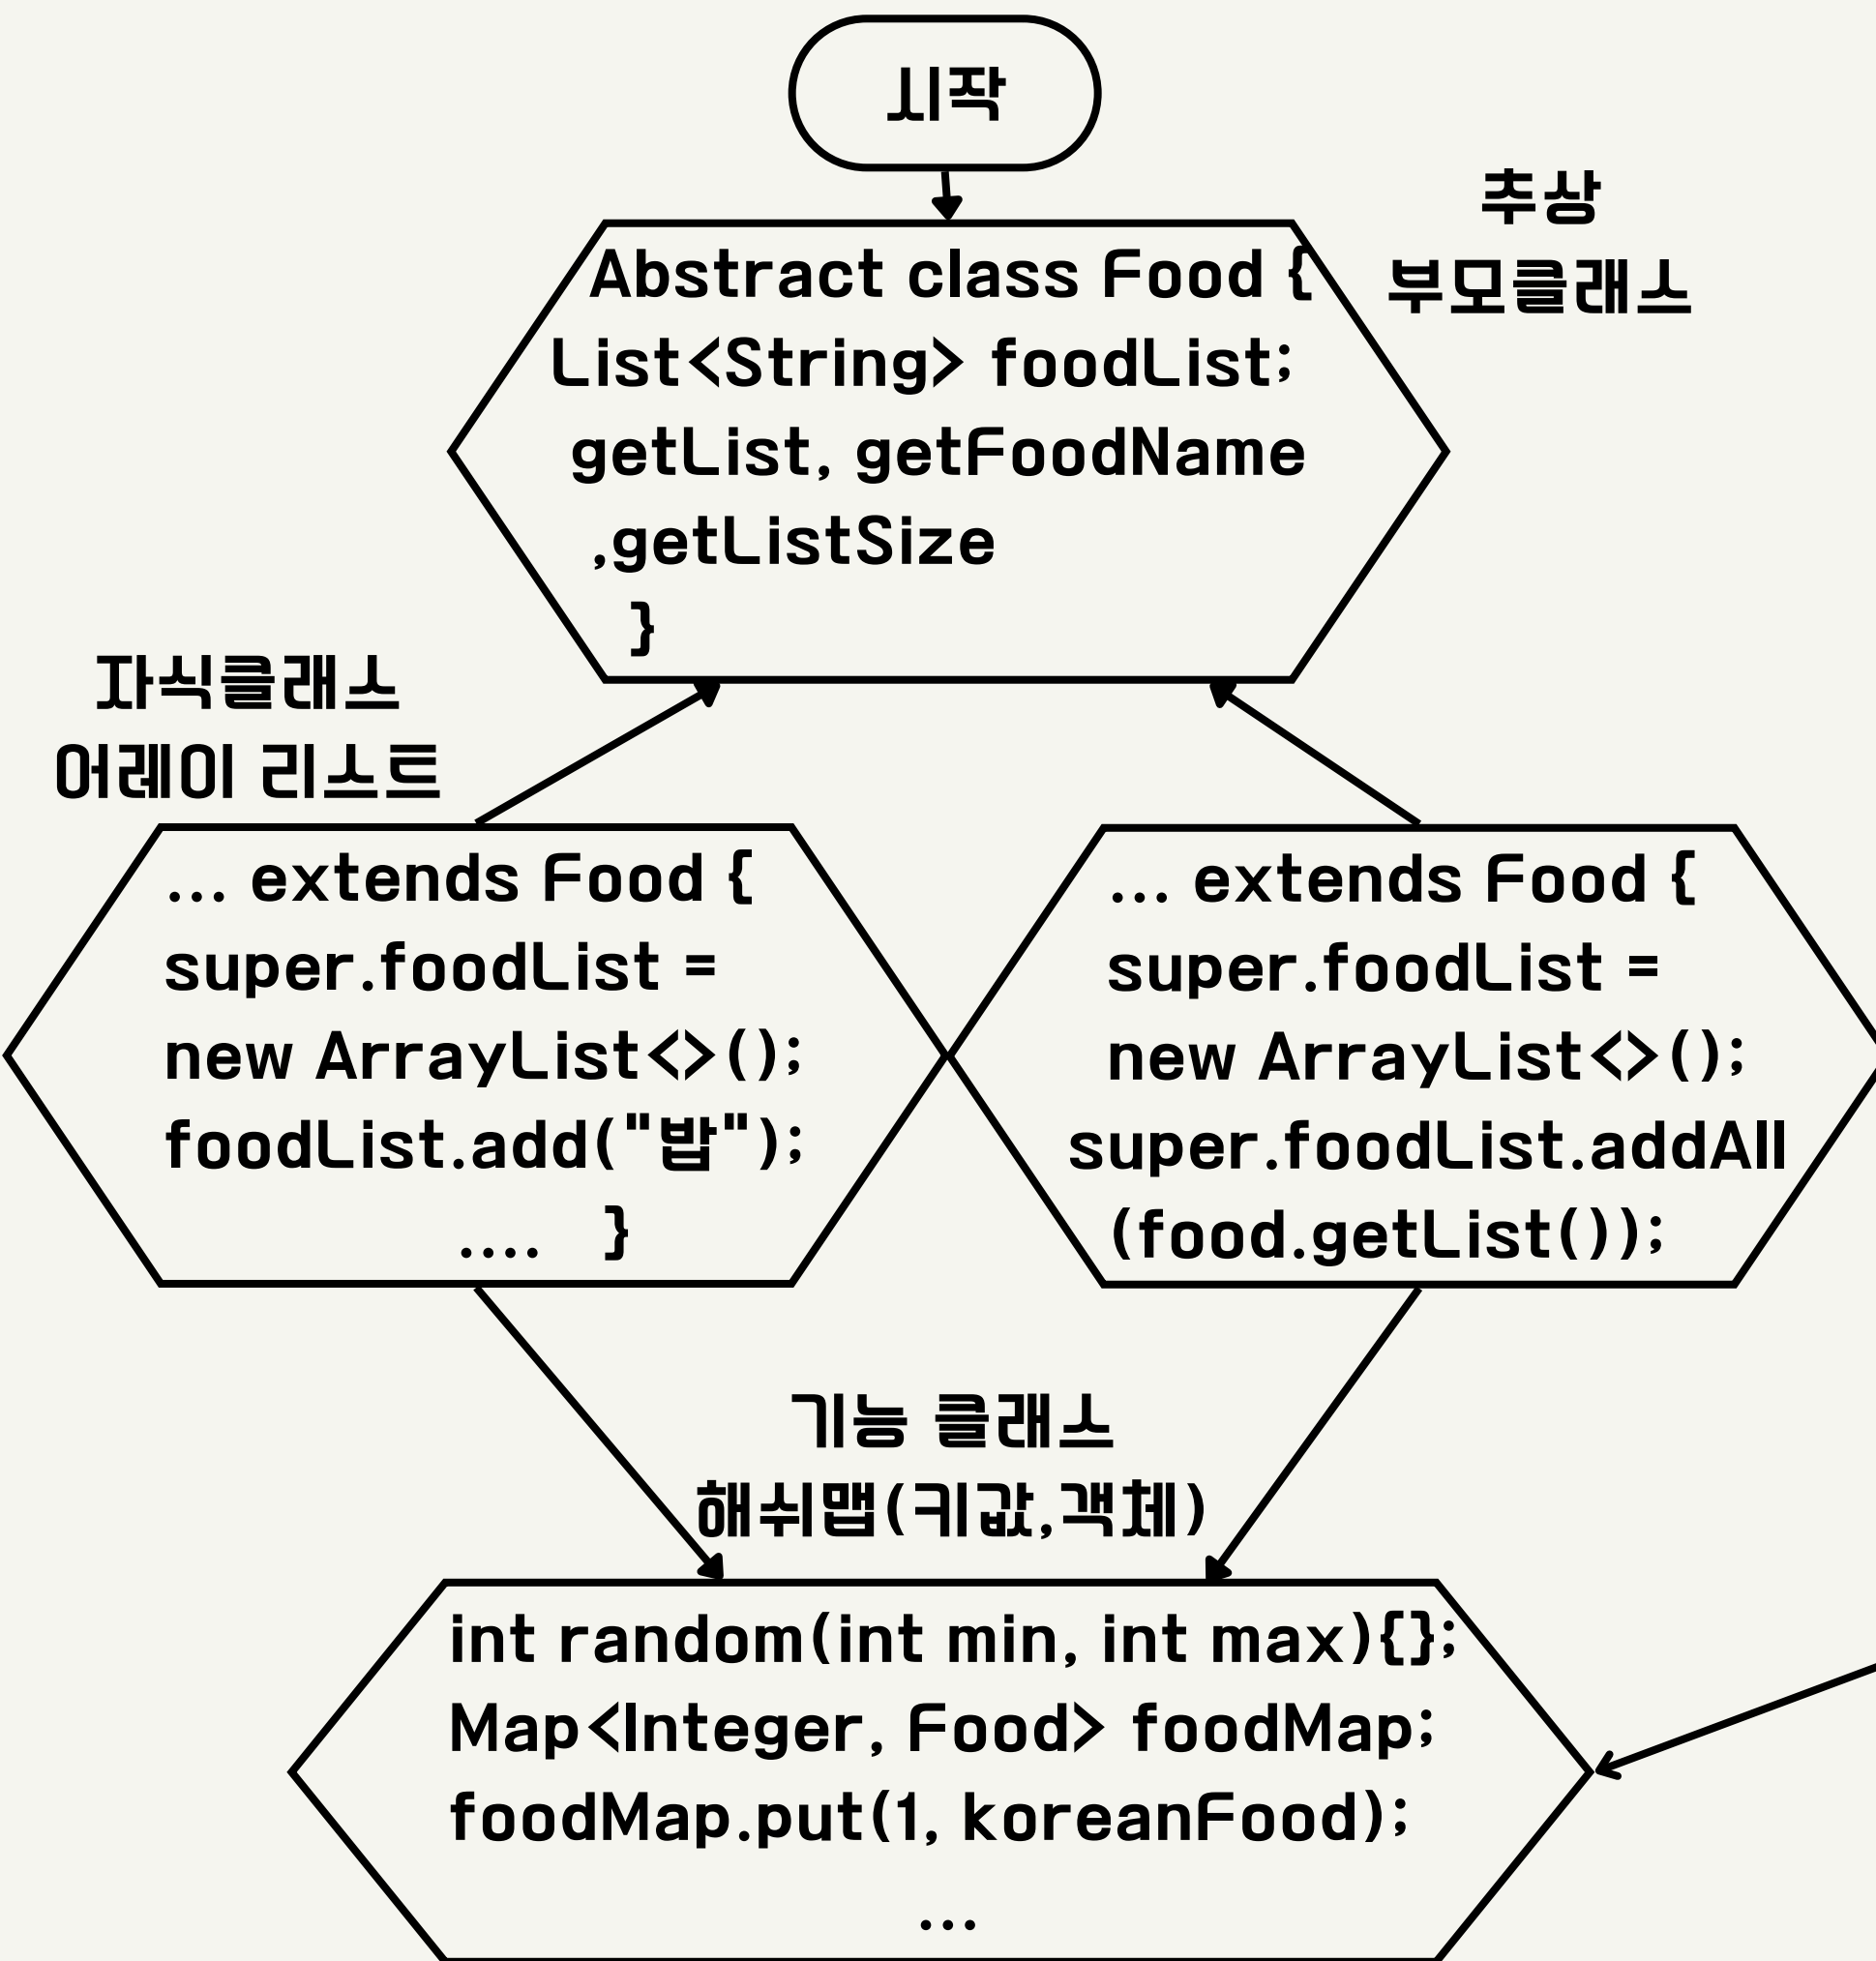 시작
추상
부모클래스
Abstract class Food {
List<String> foodList;
getList, getFoodName
,getListSize
}
자식클래스
어레이 리스트
... extends Food {
super.foodList =
new ArrayList<>();
foodList.add("밥");
.... }
... extends Food {
super.foodList =
new ArrayList<>();
super.foodList.addAll
(food.getList());
기능 클래스
해쉬맵(키값,객체)
int random(int min, int max){};
Map<Integer, Food> foodMap;
foodMap.put(1, koreanFood);
...